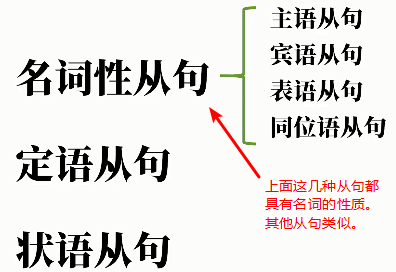 名词性从句
主语从句
宾语从句
表语从句
同位语从句
定语从句
上面这几种从句都
具有名词的性质。
其他从句类似。
状语从句